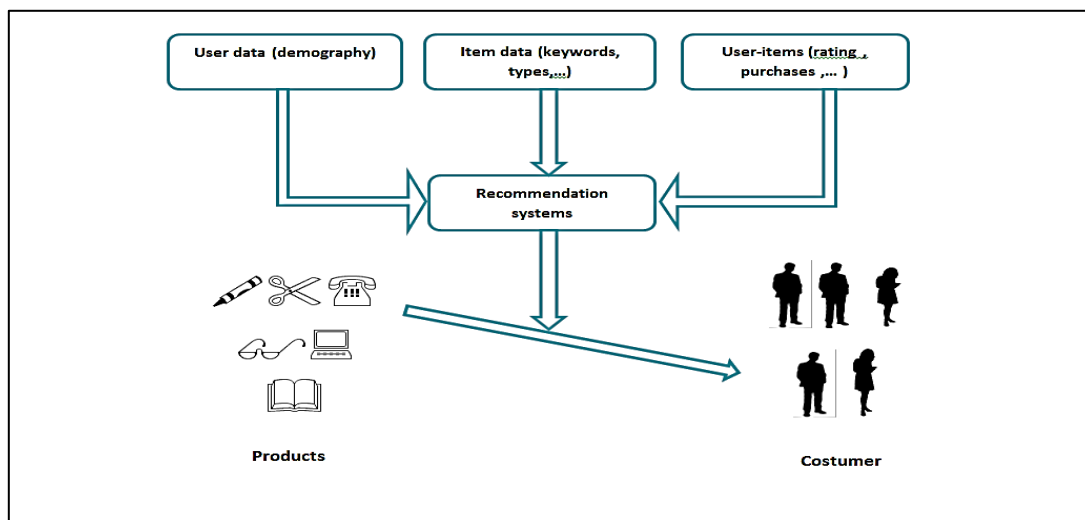 User data (demography)
Item data (keywords,
types,...)
User-items (rating ,
purchases ,... )
Recommendation
systems
Products
Costumer